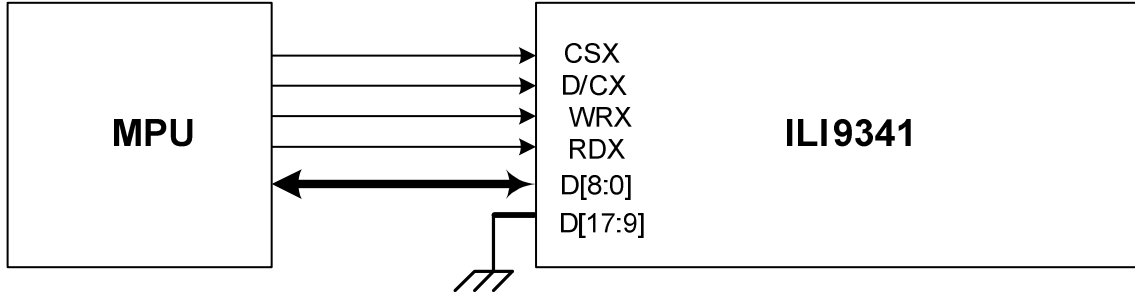 MPU
CSX
D/CX
WRX
RDX
D[8:0]
D[17:9]
ILI9341